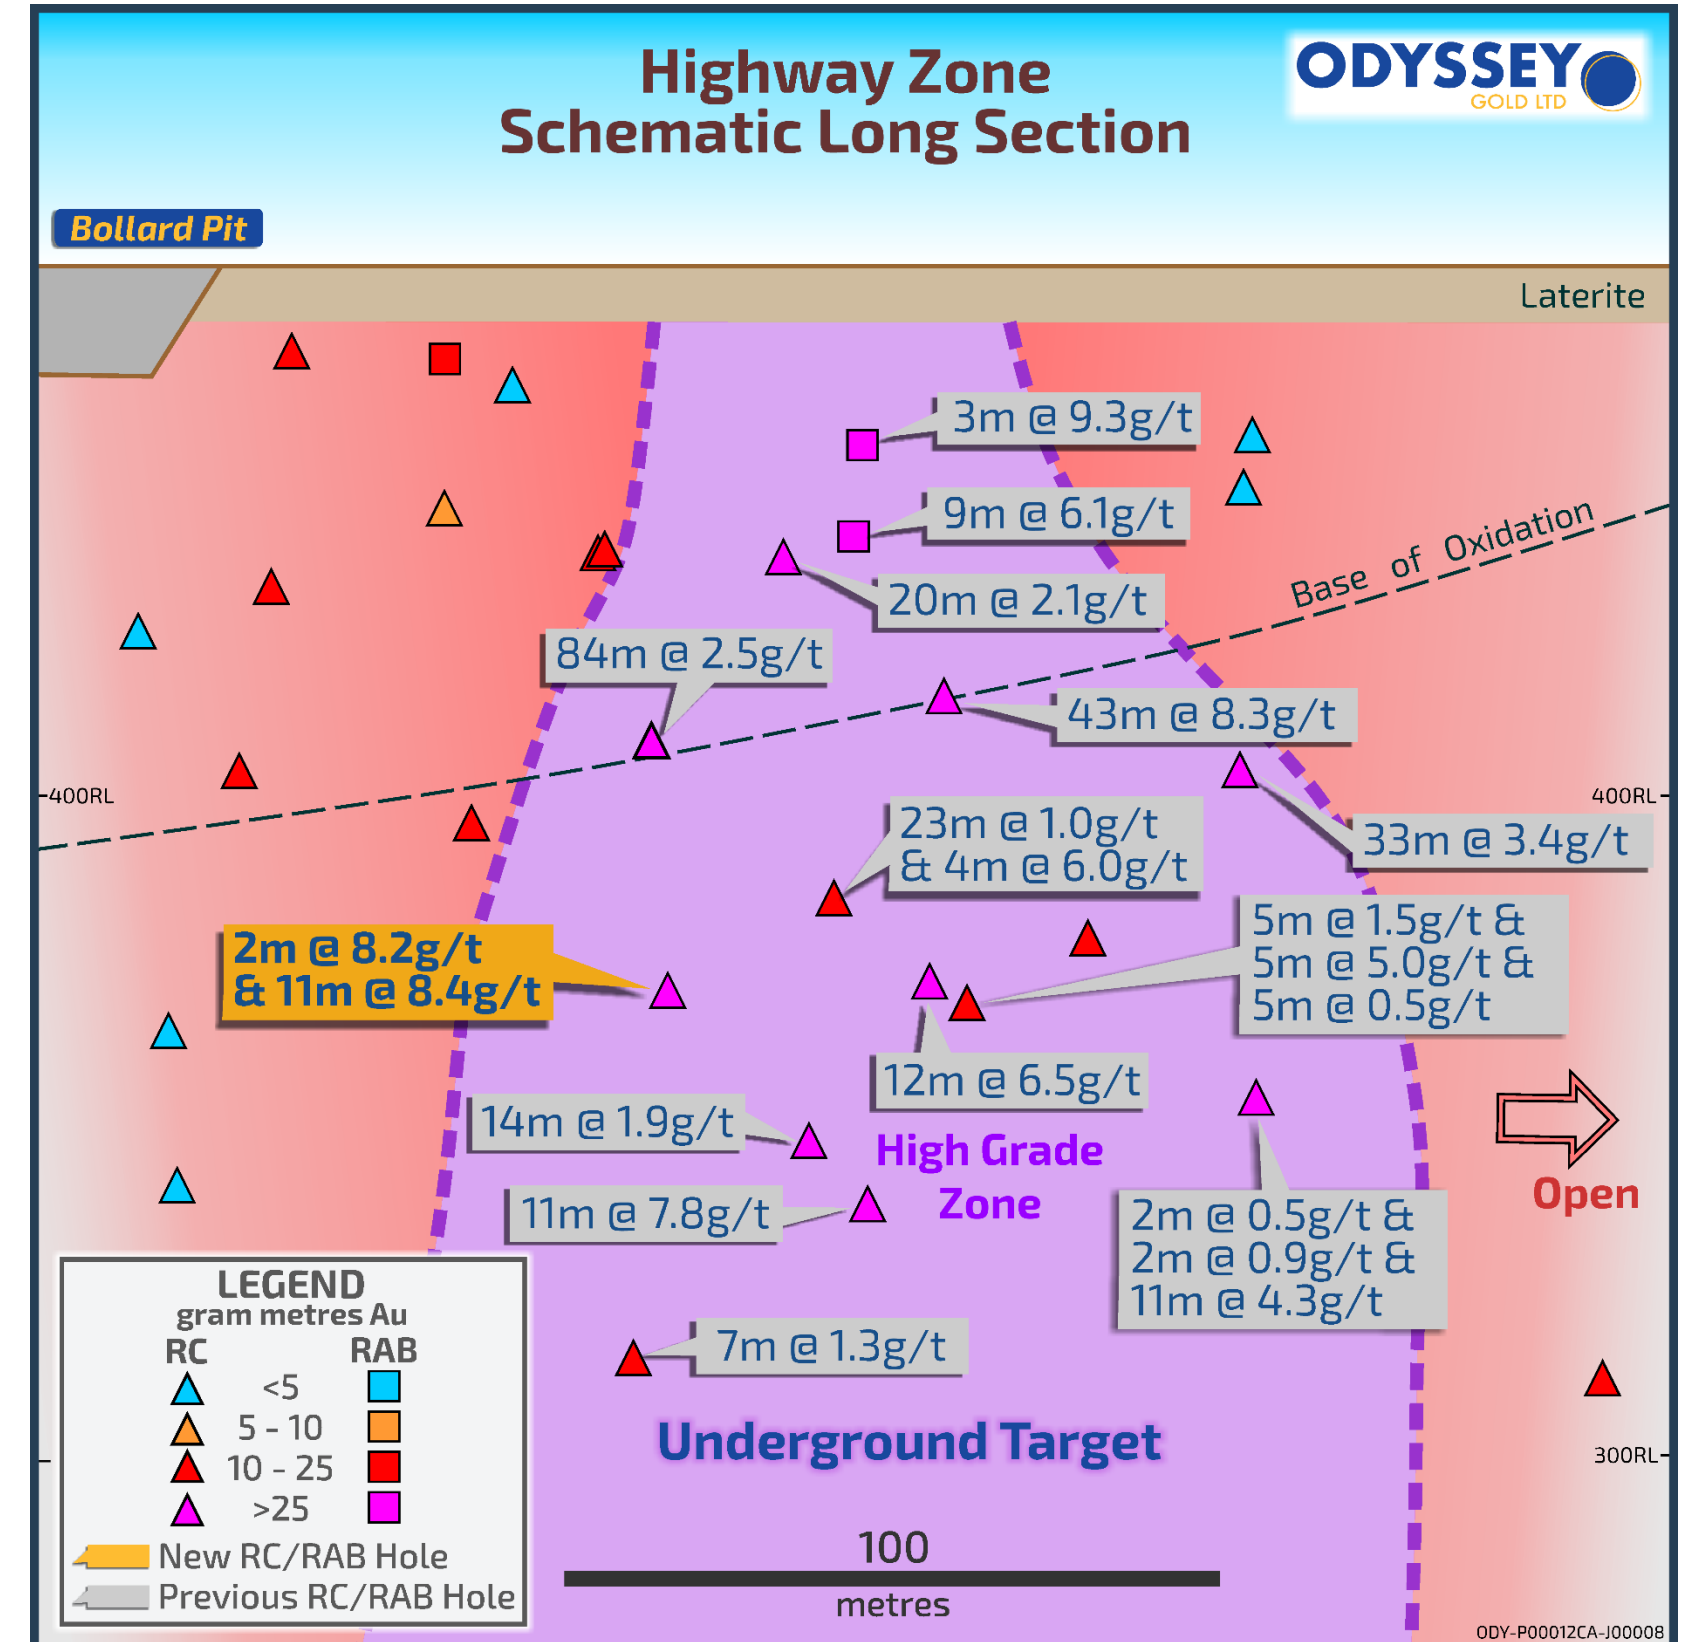 Highway Zone
Schematic Long Section
ODYSSEY
GOLD LTD
Bollard Pit
Laterite
3m @ 9.3g/t
9m @ 6.1g/t
Base of Oxidation
20m @ 2.1g/t
84m @ 2.5g/t
43m @ 8.3g/t
400RL
400RL
23m @ 1.0g/t
& 4m @ 6.0g/t
33m @ 3.4g/t
2m @ 8.2g/t
& 11m @ 8.4g/t
5m @ 1.5g/t &
5m @ 5.0g/t &
5m @ 0.5g/t
12m @ 6.5g/t
14m @ 1.9g/t
High Grade
Zone
11m @ 7.8g/t
Open
2m @ 0.5g/t &
2m @ 0.9g/t &
11m @ 4.3g/t
7m @ 1.3g/t
Underground Target
300RL
LEGEND
gram metres Au
RC RAB
<5
5 - 10
10 - 25
>25
New RC/RAB Hole
Previous RC/RAB Hole
100
metres
ODY-P00012CA-J00008